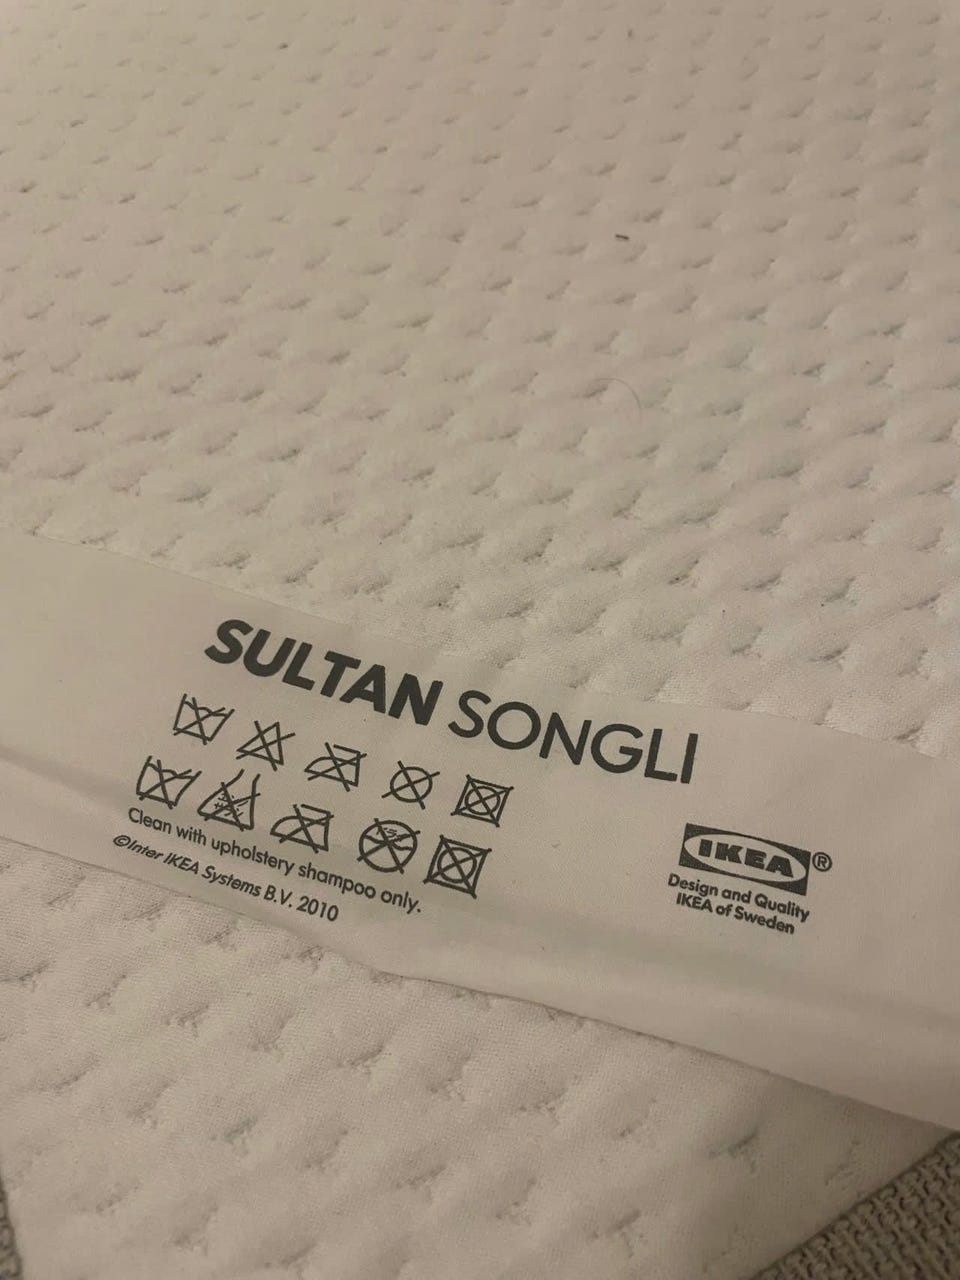 SULTAN SONGLI
Clean with upholstery shampoo only.
©Inter IKEA Systems B.V. 2010
IKEA®
Design and Quality
IKEA of Sweden